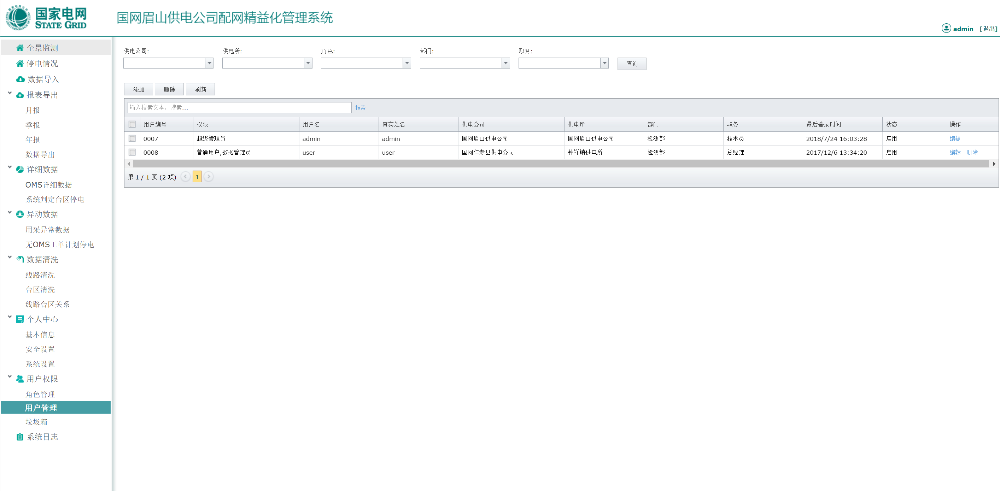 国家电网
STATE GRID
国网眉山供电公司配网精益化管理系统
admin [退出]
全景监测
停电情况
数据导入
报表导出
月报
季报
年报
数据导出
详细数据
OMS详细数据
系统判定台区停电
异动数据
用采异常数据
无OMS工单计划停电
数据清洗
线路清洗
台区清洗
线路台区关系
个人中心
基本信息
安全设置
系统设置
用户权限
角色管理
用户管理
垃圾箱
系统日志
供电公司: 供电所: 角色: 部门: 职务:
查询
添加 删除 刷新
输入搜索文本，搜索... 搜索
用户编号 权限 用户名 真实姓名 供电公司 供电所 部门 职务 最后登录时间 状态 操作
0007 超级管理员 admin admin 国网眉山供电公司 国网眉山供电公司 检测部 技术员 2018/7/24 16:03:28 启用 编辑
0008 普通用户,数据管理员 user user 国网仁寿县供电公司 钟祥镇供电所 检测部 总经理 2017/12/6 13:34:20 启用 编辑 删除
第 1 / 1 页 (2 项) 1